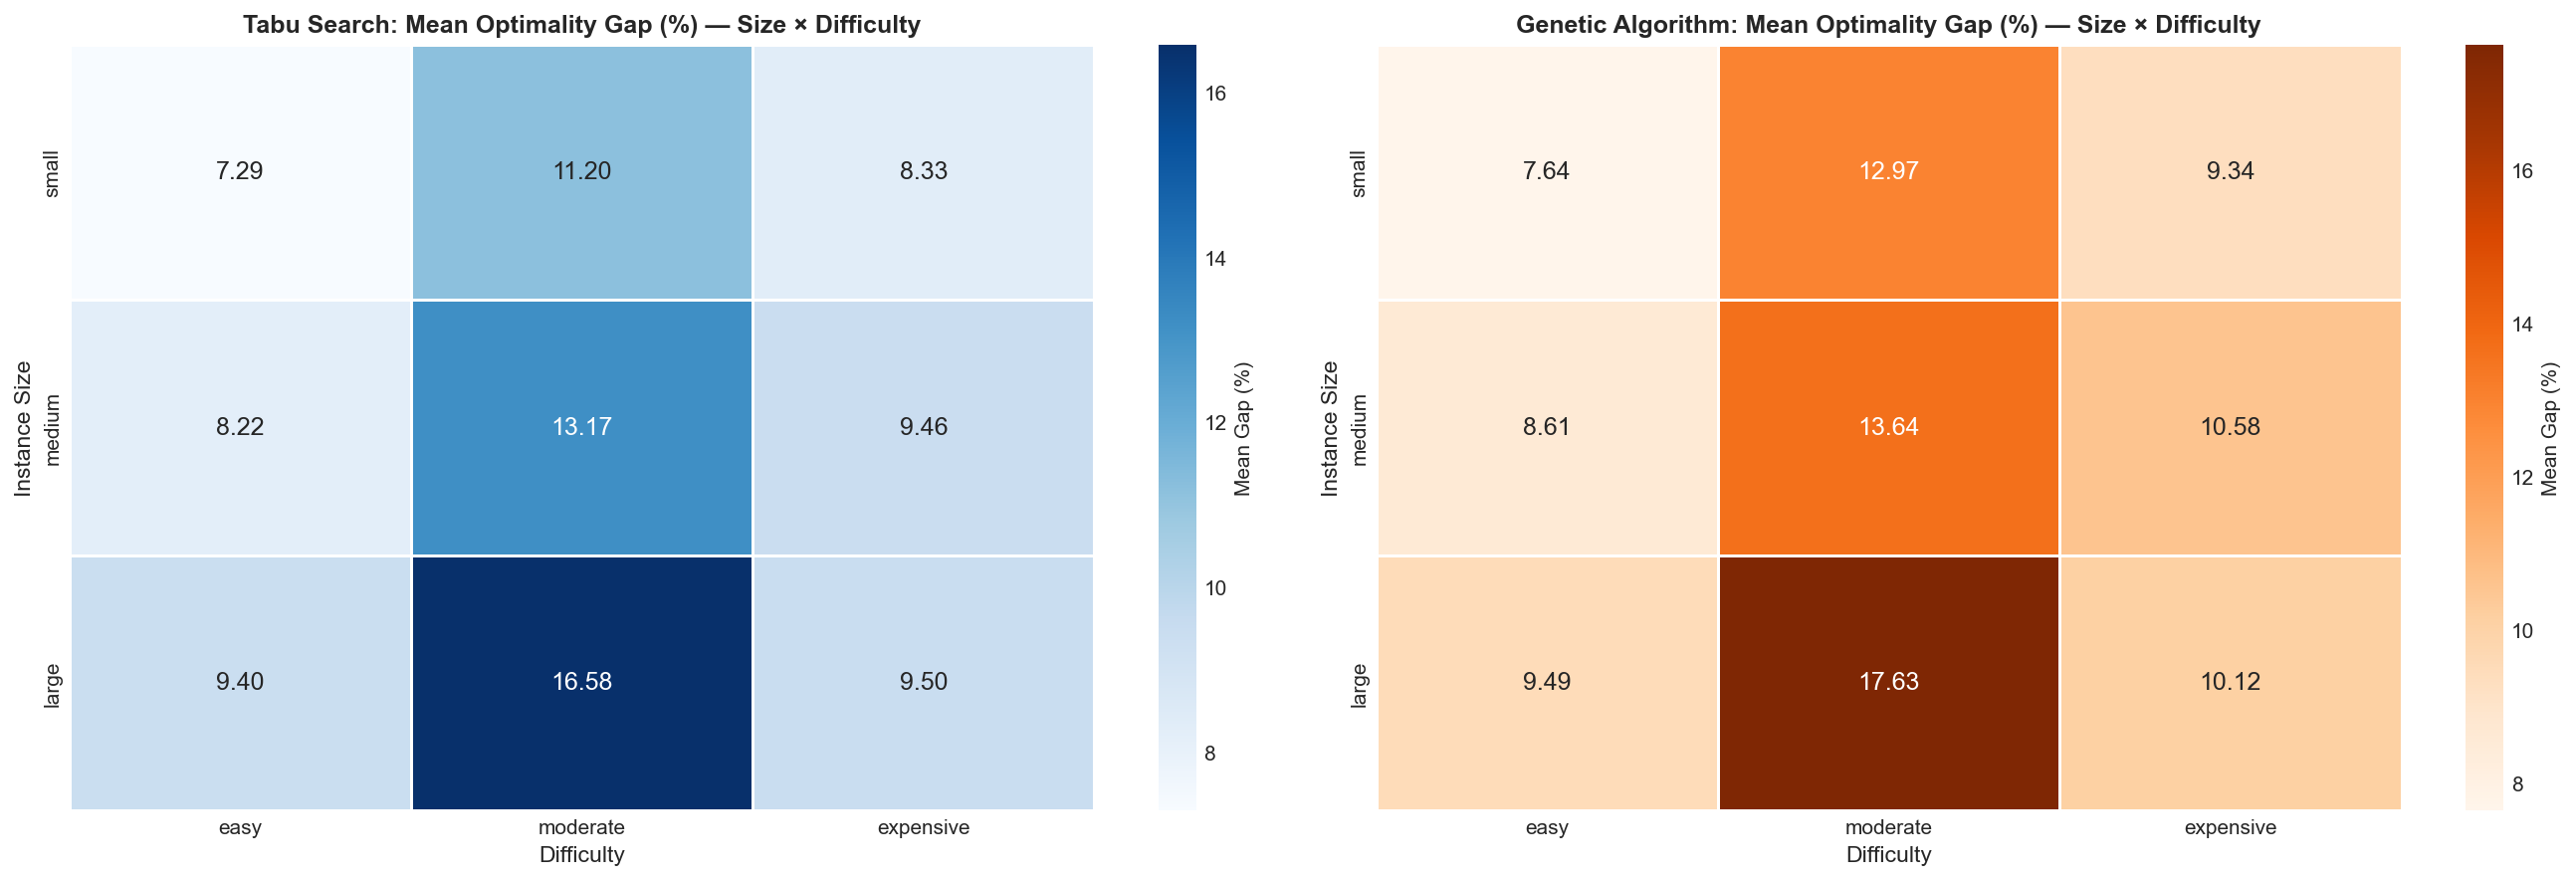 Tabu Search: Mean Optimality Gap (%) — Size × Difficulty
Instance Size
small
medium
large
7.29 11.20 8.33
8.22 13.17 9.46
9.40 16.58 9.50
easy moderate expensive
Difficulty
16
14
12
10
8
Mean Gap (%)
Genetic Algorithm: Mean Optimality Gap (%) — Size × Difficulty
Instance Size
small
medium
large
7.64 12.97 9.34
8.61 13.64 10.58
9.49 17.63 10.12
easy moderate expensive
Difficulty
16
14
12
10
8
Mean Gap (%)